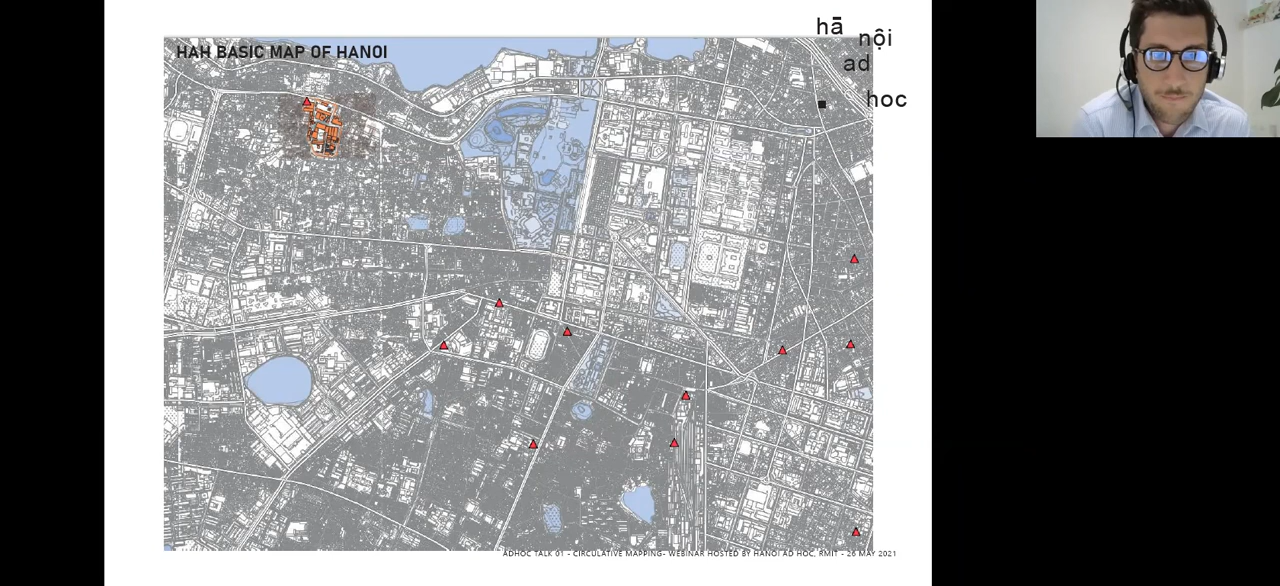 HAH BASIC MAP OF HANOI
hā
nội
ad
hoc
ADHOC TALK 01 - CIRCULATIVE MAPPING- WEBINAR HOSTED BY HANOI AD HOC, RMIT - 26 MAY 2021